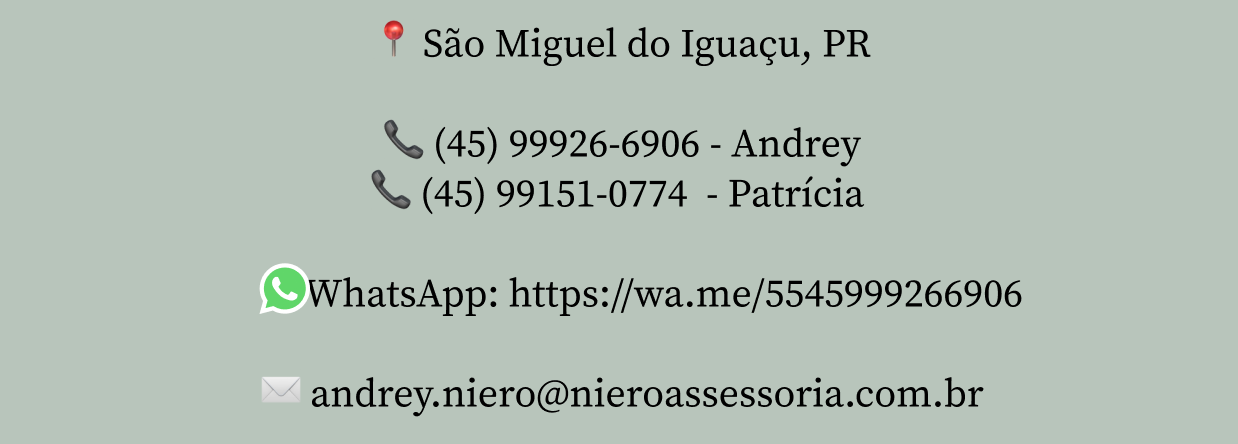 📍 São Miguel do Iguaçu, PR
📞 (45) 99926-6906 - Andrey
📞 (45) 99151-0774 - Patrícia
WhatsApp: https://wa.me/5545999266906
✉️ andrey.niero@nieroassessoria.com.br